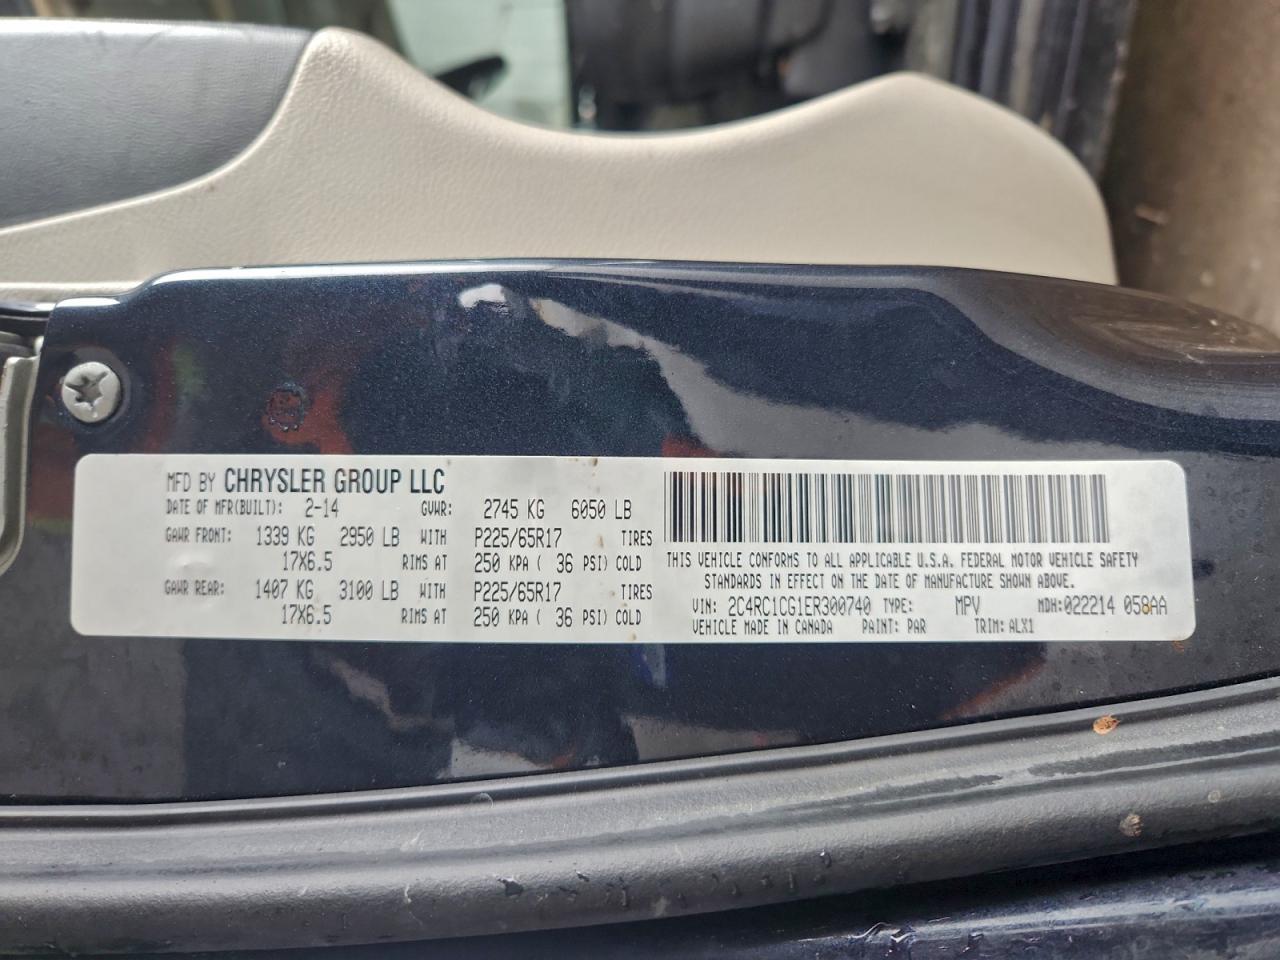 MFD BY CHRYSLER GROUP LLC
DATE OF MFR(BUILT): 2-14 GVWR: 2745 KG 6050 LB
GAWR FRONT: 1339 KG 2950 LB WITH P225/65R17 TIRES
17X6.5 RIMS AT 250 KPA ( 36 PSI) COLD
GAWR REAR: 1407 KG 3100 LB WITH P225/65R17 TIRES
17X6.5 RIMS AT 250 KPA ( 36 PSI) COLD
THIS VEHICLE CONFORMS TO ALL APPLICABLE U.S.A. FEDERAL MOTOR VEHICLE SAFETY
STANDARDS IN EFFECT ON THE DATE OF MANUFACTURE SHOWN ABOVE.
VIN: 2C4RC1CG1ER300740 TYPE: MPV MDH:022214 058AA
VEHICLE MADE IN CANADA PAINT: PAR TRIM: ALX1